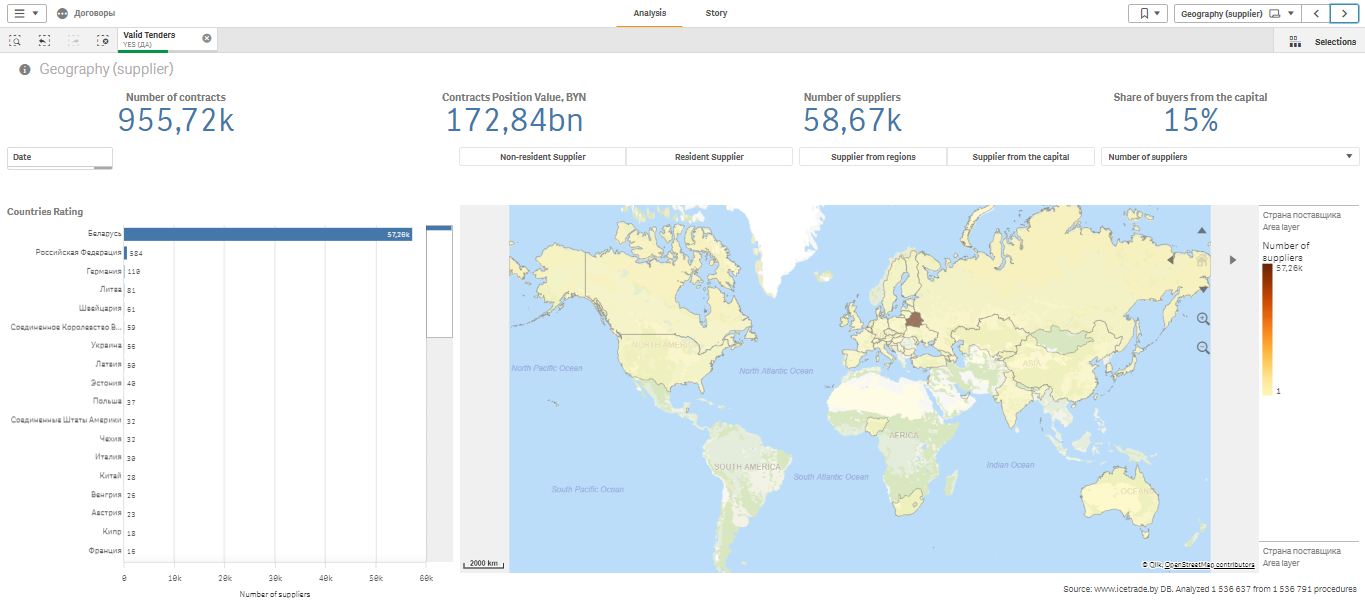 Договоры
Analysis
Story
Geography (supplier)
Valid Tenders
YES (ДА)
Selections
Geography (supplier)
Number of contracts
955,72k
Contracts Position Value, BYN
172,84bn
Number of suppliers
58,67k
Share of buyers from the capital
15%
Date
Non-resident Supplier
Resident Supplier
Supplier from regions
Supplier from the capital
Number of suppliers
Countries Rating
Беларусь 57,26k
Российская Федерация 584
Германия 110
Литва 81
Швейцария 61
Соединенное Королевство В... 59
Украина 56
Латвия 50
Эстония 40
Польша 37
Соединенные Штаты Америки 32
Чехия 32
Италия 30
Китай 28
Венгрия 26
Австрия 23
Кипр 18
Франция 16
0 10k 20k 30k 40k 50k 60k
Number of suppliers
NORTH AMERICA
North Pacific Ocean
North Atlantic Ocean
ASIA
AFRICA
SOUTH AMERICA
South Atlantic Ocean
Indian Ocean
South Pacific Ocean
OCEANIA
2000 km
© Qlik, OpenStreetMap contributors
Страна поставщика
Area layer
Number of
suppliers
57,26k
1
Страна поставщика
Area layer
Source: www.icetrade.by DB. Analyzed 1 536 637 from 1 536 791 procedures